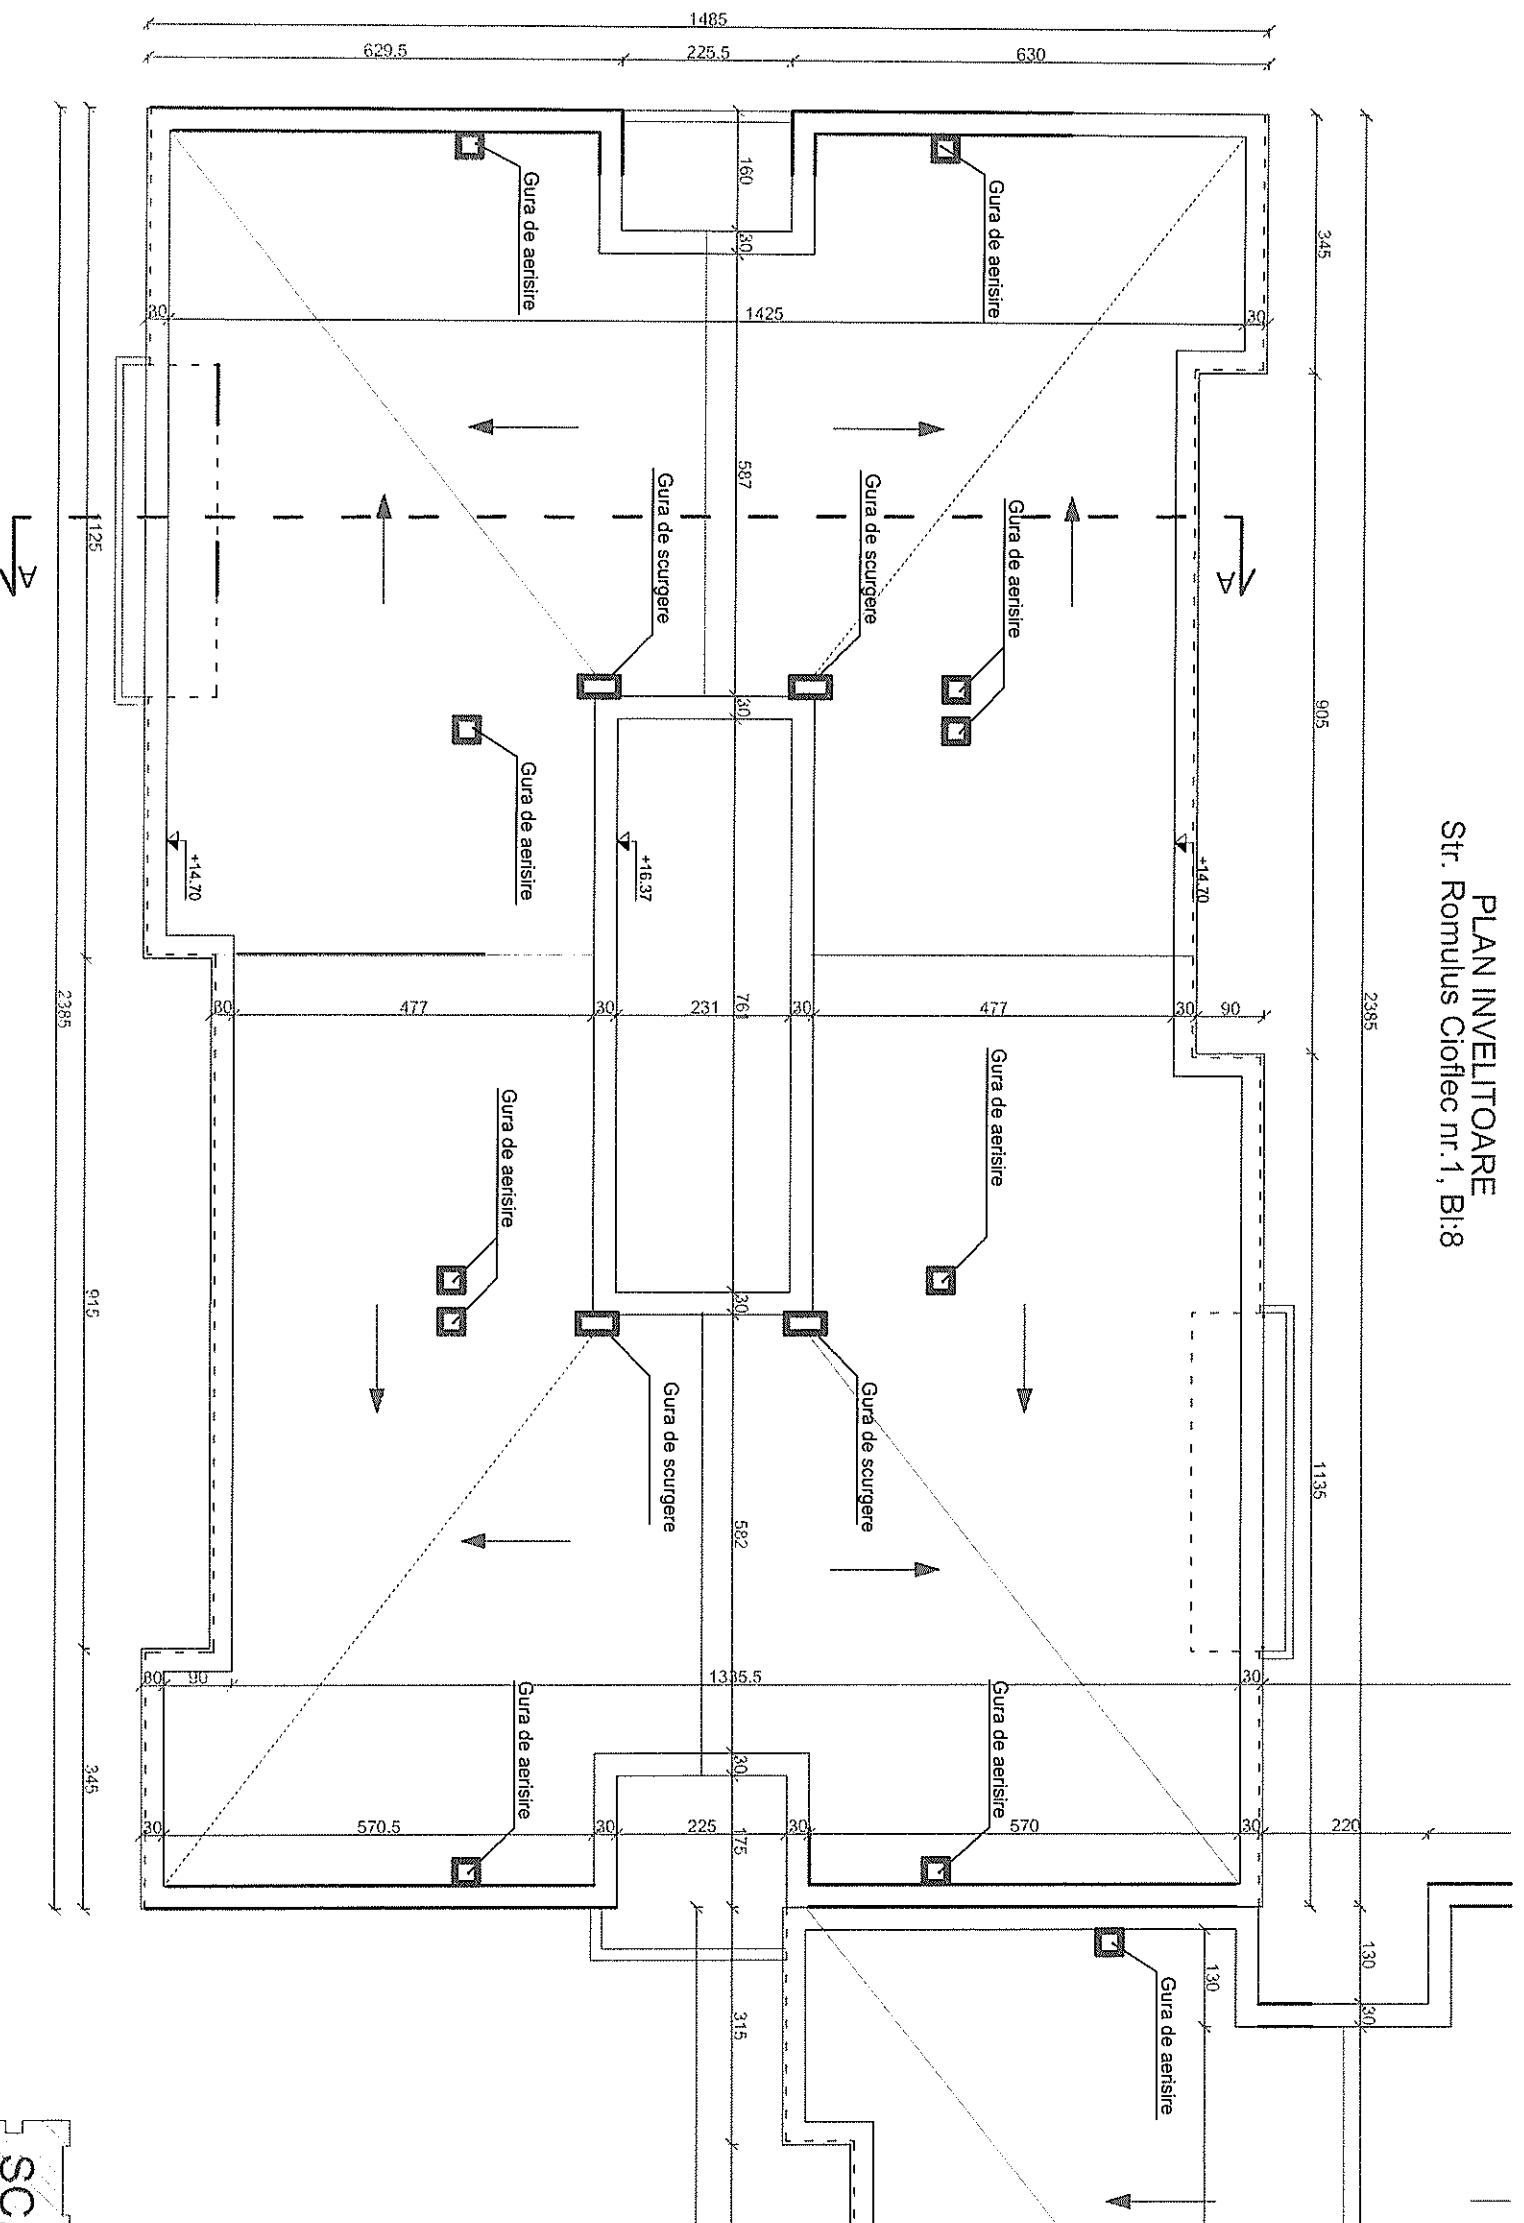 PLAN INVELITOARE
Str. Romulus Cioflec nr.1, Bl:8
2385
345
905
1135
130
30
220
90
30
477
30
231
30
477
30
+14.70
+16.37
+14.70
A
A
1485
629.5
225.5
630
160
30
587
30
761
30
582
30
175
315
30
1425
30
Gura de aerisire
Gura de aerisire
Gura de aerisire
Gura de scurgere
Gura de scurgere
Gura de aerisire
Gura de aerisire
Gura de aerisire
Gura de scurgere
Gura de scurgere
Gura de aerisire
Gura de aerisire
Gura de aerisire
30
90
1335.5
30
30
570.5
30
225
30
570
30
130
1125
915
345
2385
SC